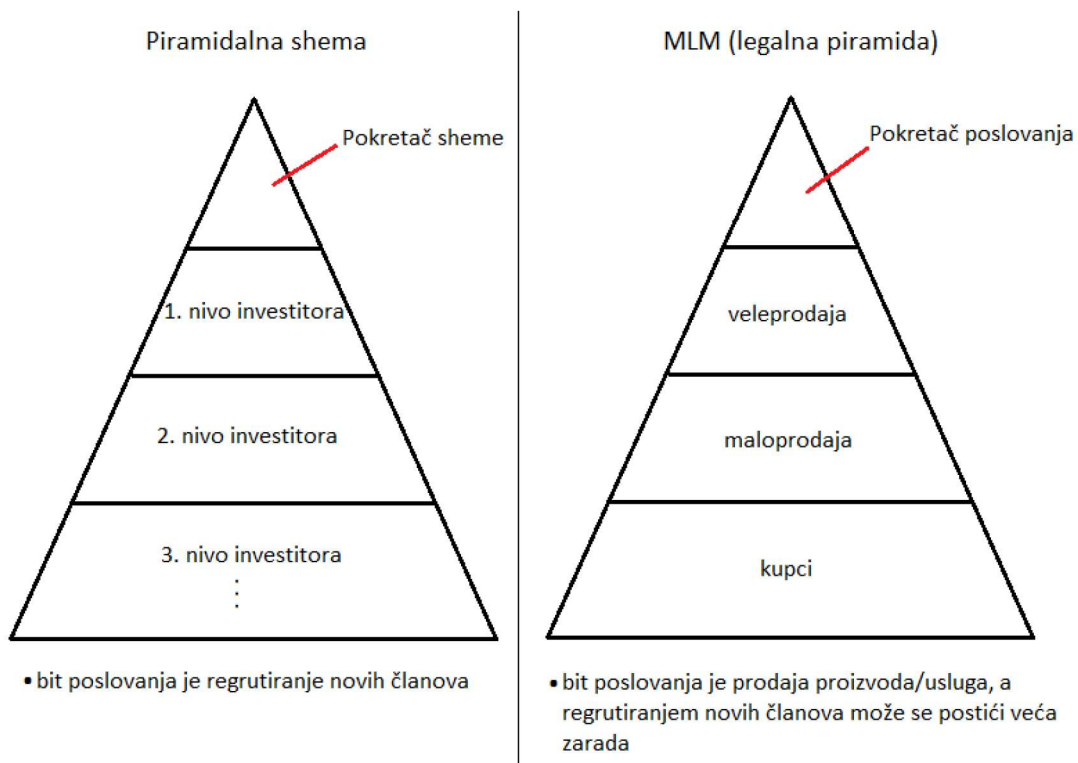 Piramidalna shema
Pokretač sheme
1. nivo investitora
2. nivo investitora
3. nivo investitora
⋮
• bit poslovanja je regrutiranje novih članova
MLM (legalna piramida)
Pokretač poslovanja
veleprodaja
maloprodaja
kupci
• bit poslovanja je prodaja proizvoda/usluga, a
regrutiranjem novih članova može se postići veća
zarada